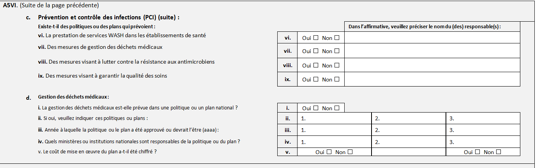 ASVI. (Suite de la page précédente)
c. Prévention et contrôle des infections (PCI) (suite) :
Existe-t-il des politiques ou des plans qui prévoient :
Dans l'affirmative, veuillez préciser le nom du (des) responsable(s) :
vi. La prestation de services WASH dans les établissements de santé
vi. Oui ☐ Non ☐
vii. Des mesures de gestion des déchets médicaux
vii. Oui ☐ Non ☐
viii. Des mesures visant à lutter contre la résistance aux antimicrobiens
viii. Oui ☐ Non ☐
ix. Des mesures visant à garantir la qualité des soins
ix. Oui ☐ Non ☐
d. Gestion des déchets médicaux :
i. La gestion des déchets médicaux est-elle prévue dans une politique ou un plan national ?
i. Oui ☐ Non ☐
ii. Si oui, veuillez indiquer ces politiques ou plans :
ii. 1. 2. 3.
iii. Année à laquelle la politique ou le plan a été approuvé ou devrait l'être (aaaa) :
iii. 1. 2. 3.
iv. Quels ministères ou institutions nationales sont responsables de la politique ou du plan ?
iv. 1. 2. 3.
v. Le coût de mise en œuvre du plan a-t-il été chiffré ?
v. Oui ☐ Non ☐ Oui ☐ Non ☐